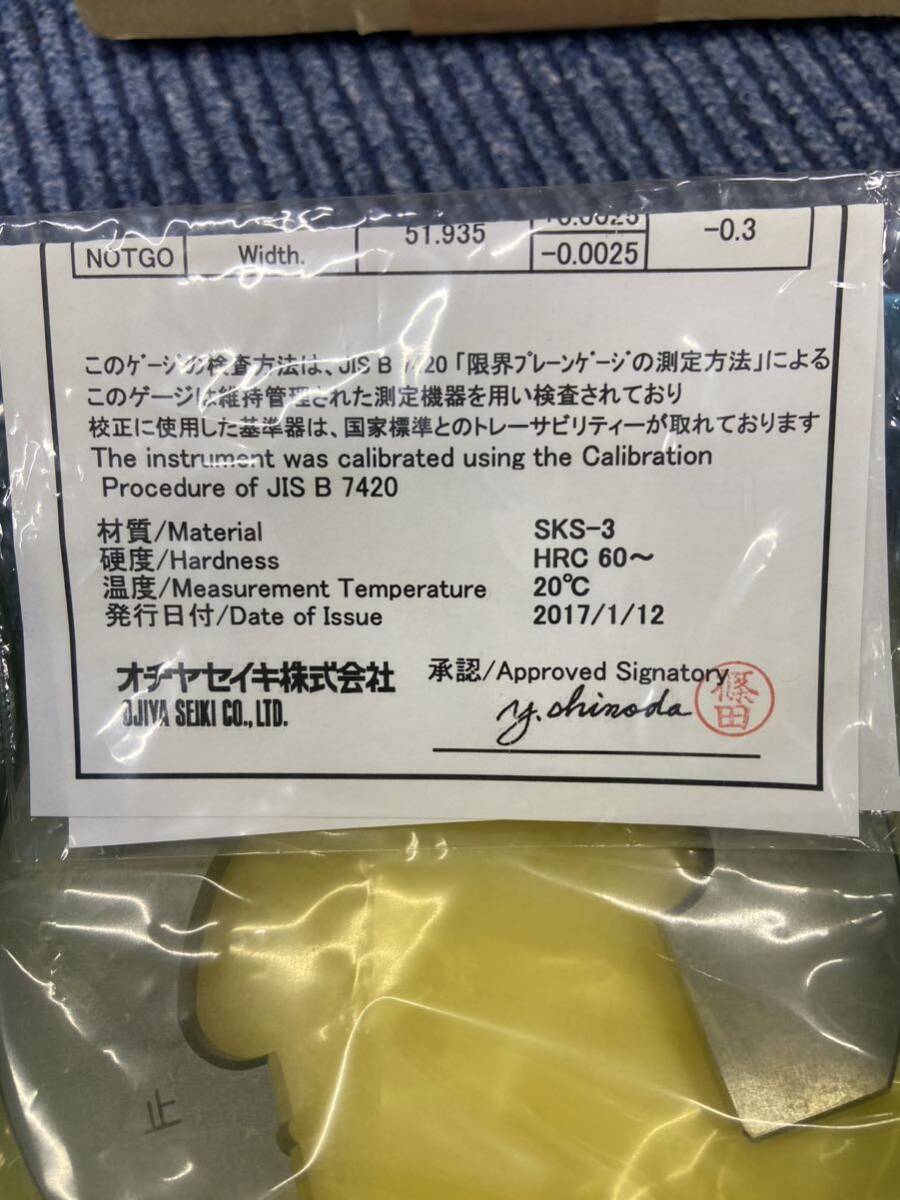 51.935
-0.3
NOTGO Width. -0.0025
このゲージの検査方法は、JIS B 7420「限界プレーンゲージの測定方法」による
このゲージは維持管理された測定機器を用い検査されており
校正に使用した基準器は、国家標準とのトレーサビリティーが取れております
The instrument was calibrated using the Calibration
Procedure of JIS B 7420
材質/Material SKS-3
硬度/Hardness HRC 60～
温度/Measurement Temperature 20℃
発行日付/Date of Issue 2017/1/12
オヂヤセイキ株式会社 承認/Approved Signatory
OJIYA SEIKI CO., LTD. y. shinoda 篠田
止